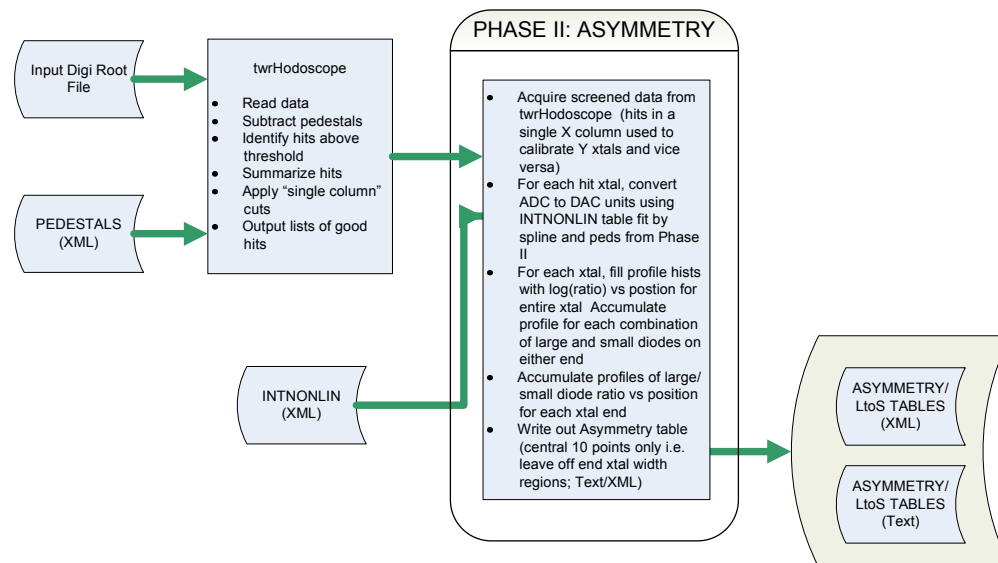 Input Digi Root
File
PEDESTALS
(XML)
twrHodoscope
• Read data
• Subtract pedestals
• Identify hits above
threshold
• Summarize hits
• Apply “single column”
cuts
• Output lists of good
hits
INTNONLIN
(XML)
PHASE II: ASYMMETRY
• Acquire screened data from
twrHodoscope (hits in a
single X column used to
calibrate Y xtals and vice
versa)
• For each hit xtal, convert
ADC to DAC units using
INTNONLIN table fit by
spline and peds from Phase
II
• For each xtal, fill profile hists
with log(ratio) vs postion for
entire xtal Accumulate
profile for each combination
of large and small diodes on
either end
• Accumulate profiles of large/
small diode ratio vs position
for each xtal end
• Write out Asymmetry table
(central 10 points only i.e.
leave off end xtal width
regions; Text/XML)
ASYMMETRY/
LtoS TABLES
(XML)
ASYMMETRY/
LtoS TABLES
(Text)